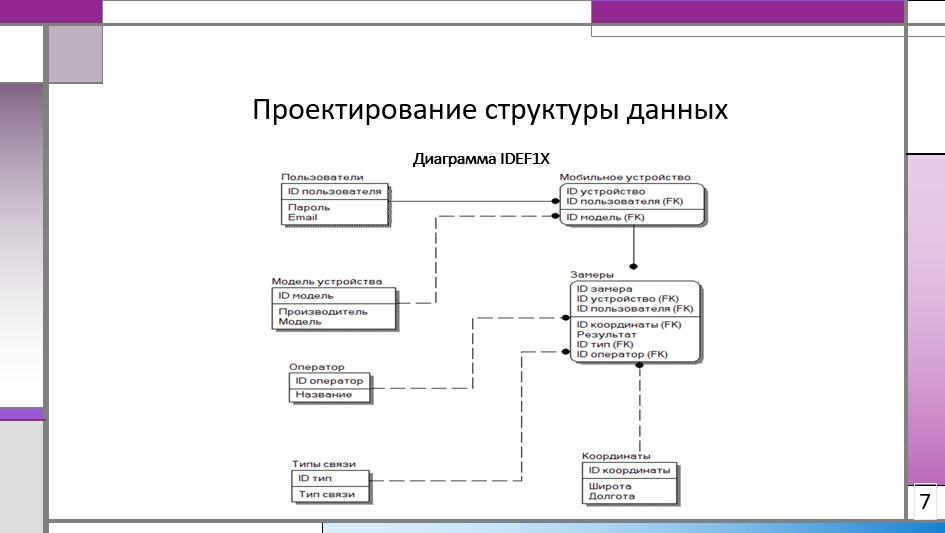 Проектирование структуры данных
Диаграмма IDEF1X
Пользователи
ID пользователя
Пароль
Email
Мобильное устройство
ID устройство
ID пользователя (FK)
ID модель (FK)
Модель устройства
ID модель
Производитель
Модель
Замеры
ID замера
ID устройство (FK)
ID пользователя (FK)
ID координаты (FK)
Результат
ID тип (FK)
ID оператор (FK)
Оператор
ID оператор
Название
Типы связи
ID тип
Тип связи
Координаты
ID координаты
Широта
Долгота
7